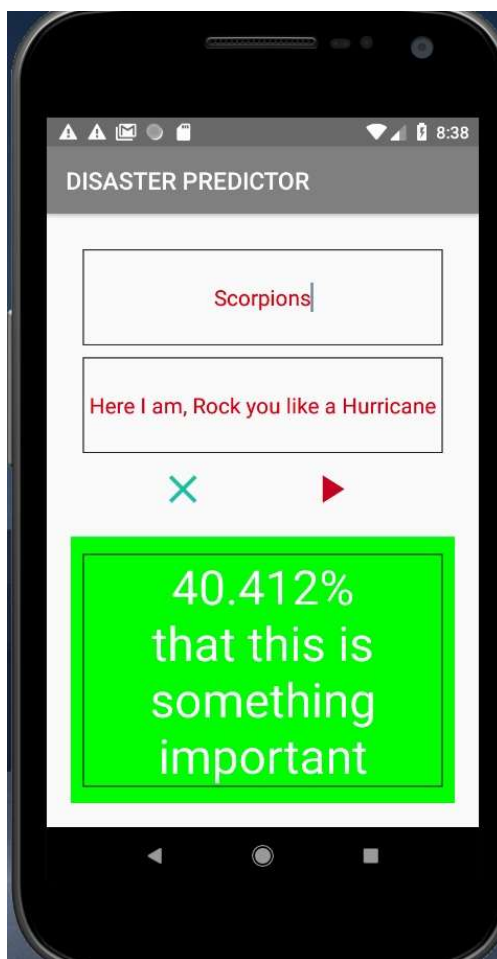 8:38
DISASTER PREDICTOR
Scorpions
Here I am, Rock you like a Hurricane
40.412%
that this is
something
important